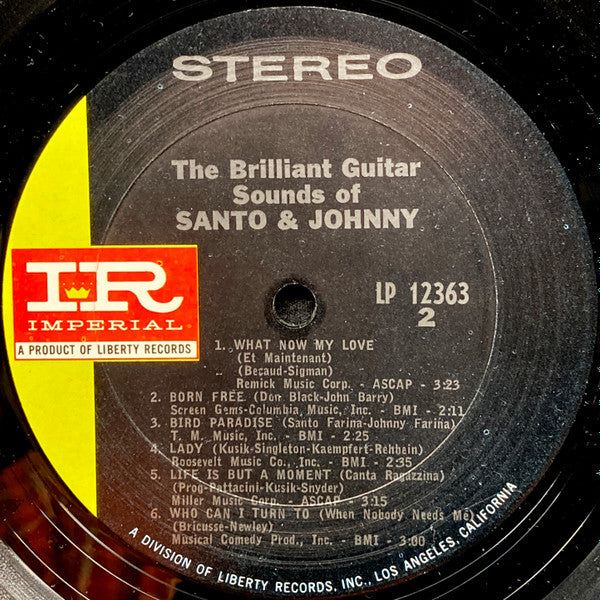 STEREO
The Brilliant Guitar
Sounds of
SANTO & JOHNNY
IR
IMPERIAL
A PRODUCT OF LIBERTY RECORDS
LP 12363
2
1. WHAT NOW MY LOVE
(Et Maintenant)
(Becaud-Sigman)
Remick Music Corp. - ASCAP - 3:23
2. BORN FREE (Don Black-John Barry)
Screen Gems-Columbia Music, Inc. - BMI - 2:11
3. BIRD PARADISE (Santo Farina-Johnny Farina)
T. M. Music, Inc. - BMI - 2:25
4. LADY (Kusik-Singleton-Kaempfert-Rehbein)
Roosevelt Music Co., Inc. - BMI - 2:35
5. LIFE IS BUT A MOMENT (Canta Ragazzina)
(Prog-Pattacini-Kusik-Snyder)
Miller Music Corp. - ASCAP - 3:15
6. WHO CAN I TURN TO (When Nobody Needs Me)
(Bricusse-Newley)
Musical Comedy Prod., Inc. - BMI - 3:00
A DIVISION OF LIBERTY RECORDS, INC., LOS ANGELES, CALIFORNIA